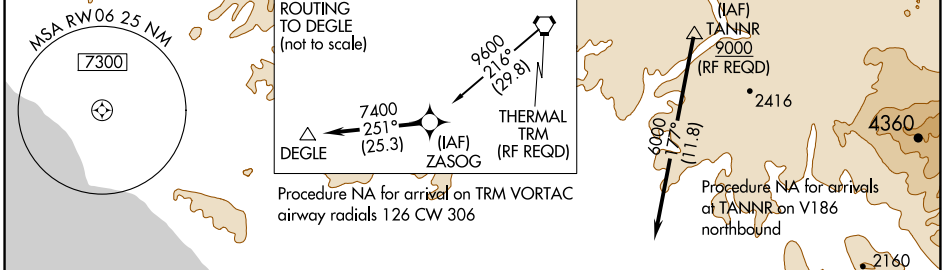 MSA RW06 25 NM
7300
ROUTING
TO DEGLE
(not to scale)
9600
216°
(29.8)
7400
251°
(25.3)
DEGLE
(IAF)
ZASOG
THERMAL
TRM
(RF REQD)
Procedure NA for arrival on TRM VORTAC
airway radials 126 CW 306
(IAF)
TANNR
9000
(RF REQD)
2416
6000
177°
(11.8)
4360
Procedure NA for arrivals
at TANNR on V186
northbound
2160